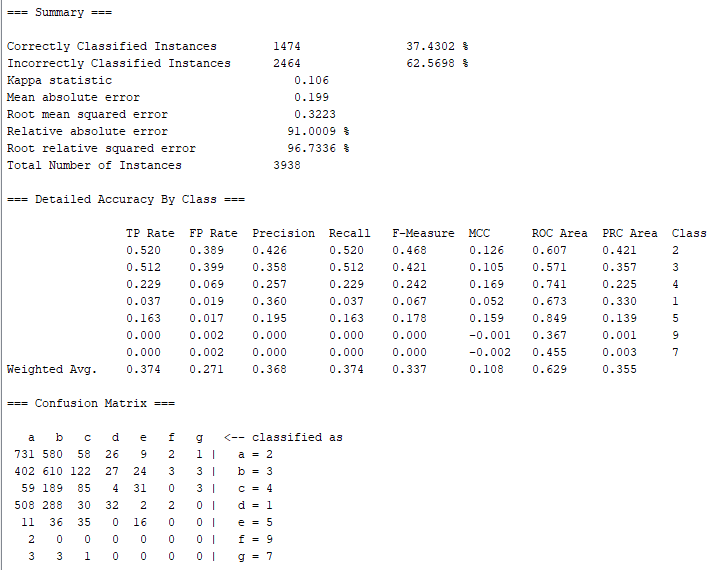 === Summary ===
Correctly Classified Instances 1474 37.4302 %
Incorrectly Classified Instances 2464 62.5698 %
Kappa statistic 0.106
Mean absolute error 0.199
Root mean squared error 0.3223
Relative absolute error 91.0009 %
Root relative squared error 96.7336 %
Total Number of Instances 3938
=== Detailed Accuracy By Class ===
TP Rate FP Rate Precision Recall F-Measure MCC ROC Area PRC Area Class
0.520 0.389 0.426 0.520 0.468 0.126 0.607 0.421 2
0.512 0.399 0.358 0.512 0.421 0.105 0.571 0.357 3
0.229 0.069 0.257 0.229 0.242 0.169 0.741 0.225 4
0.037 0.019 0.360 0.037 0.067 0.052 0.673 0.330 1
0.163 0.017 0.195 0.163 0.178 0.159 0.849 0.139 5
0.000 0.002 0.000 0.000 0.000 -0.001 0.367 0.001 9
0.000 0.002 0.000 0.000 0.000 -0.002 0.455 0.003 7
Weighted Avg. 0.374 0.271 0.368 0.374 0.337 0.108 0.629 0.355
=== Confusion Matrix ===
a b c d e f g <-- classified as
731 580 58 26 9 2 1 | a = 2
402 610 122 27 24 3 3 | b = 3
59 189 85 4 31 0 3 | c = 4
508 288 30 32 2 2 0 | d = 1
11 36 35 0 16 0 0 | e = 5
2 0 0 0 0 0 0 | f = 9
3 3 1 0 0 0 0 | g = 7